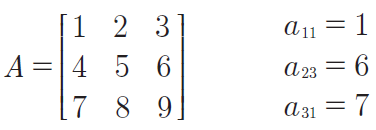 1 2 3 a₁₁ = 1
A = 4 5 6 a₂₃ = 6
7 8 9 a₃₁ = 7